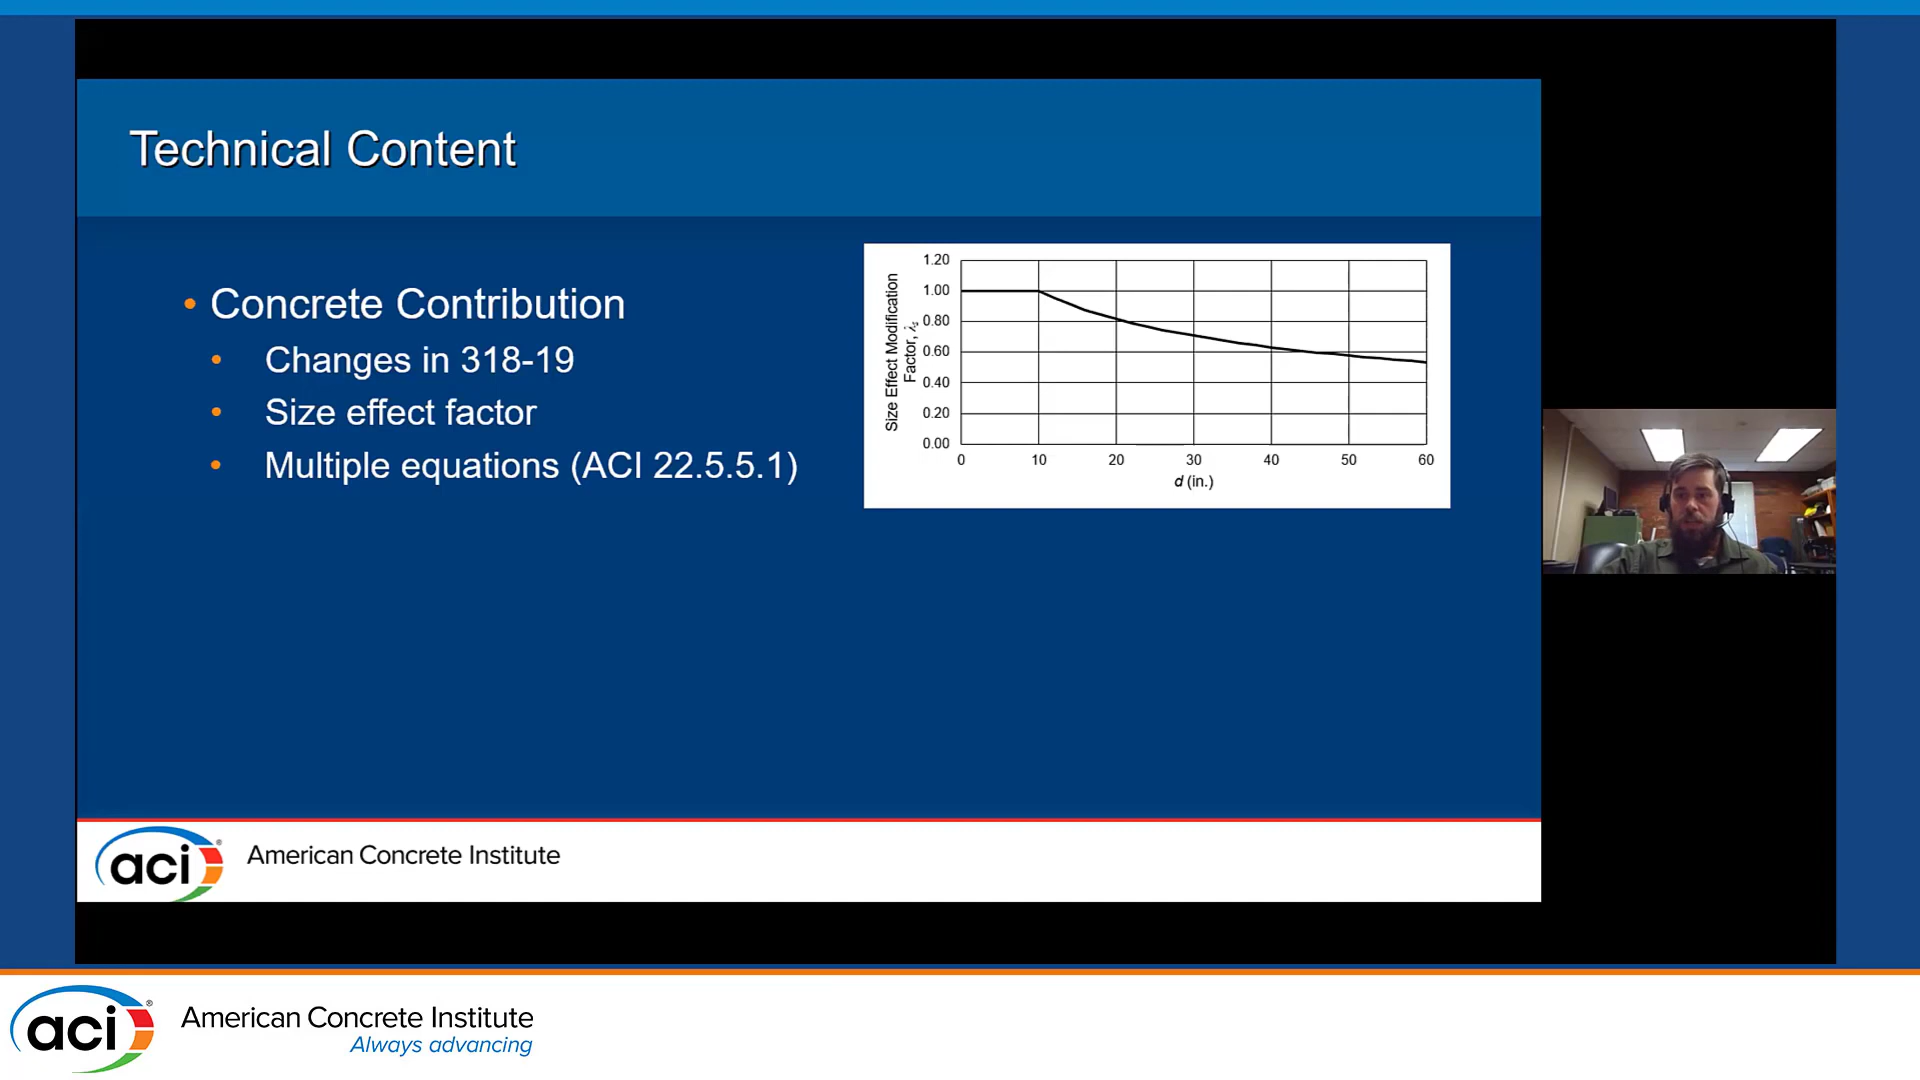 Technical Content
• Concrete Contribution
• Changes in 318-19
• Size effect factor
• Multiple equations (ACI 22.5.5.1)
Size Effect Modification
Factor, λs
1.20
1.00
0.80
0.60
0.40
0.20
0.00
0 10 20 30 40 50 60
d (in.)
aci® American Concrete Institute
aci® American Concrete Institute
Always advancing